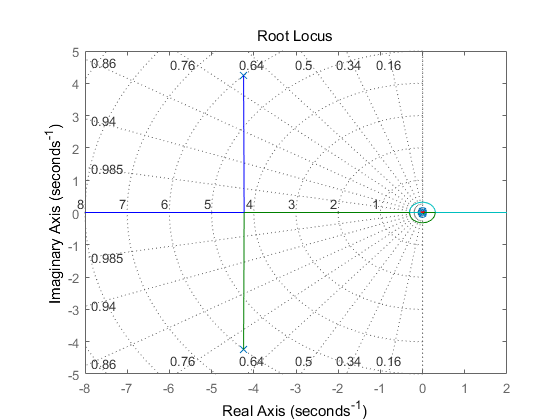 Root Locus
5
0.86 0.76 0.64 0.5 0.34 0.16
4
3
0.94
2
0.985
1
8 7 6 5 4 3 2 1
0
-1
0.985
-2
-3
0.94
-4
0.86 0.76 0.64 0.5 0.34 0.16
-5
-8 -7 -6 -5 -4 -3 -2 -1 0 1 2
Real Axis (seconds-1)
Imaginary Axis (seconds-1)